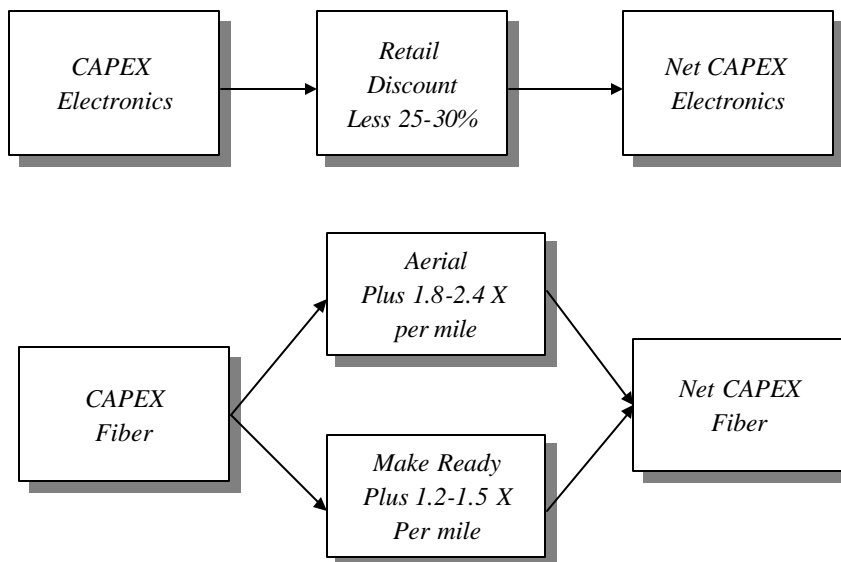 CAPEX
Electronics
Retail
Discount
Less 25-30%
Net CAPEX
Electronics
Aerial
Plus 1.8-2.4 X
per mile
CAPEX
Fiber
Net CAPEX
Fiber
Make Ready
Plus 1.2-1.5 X
Per mile